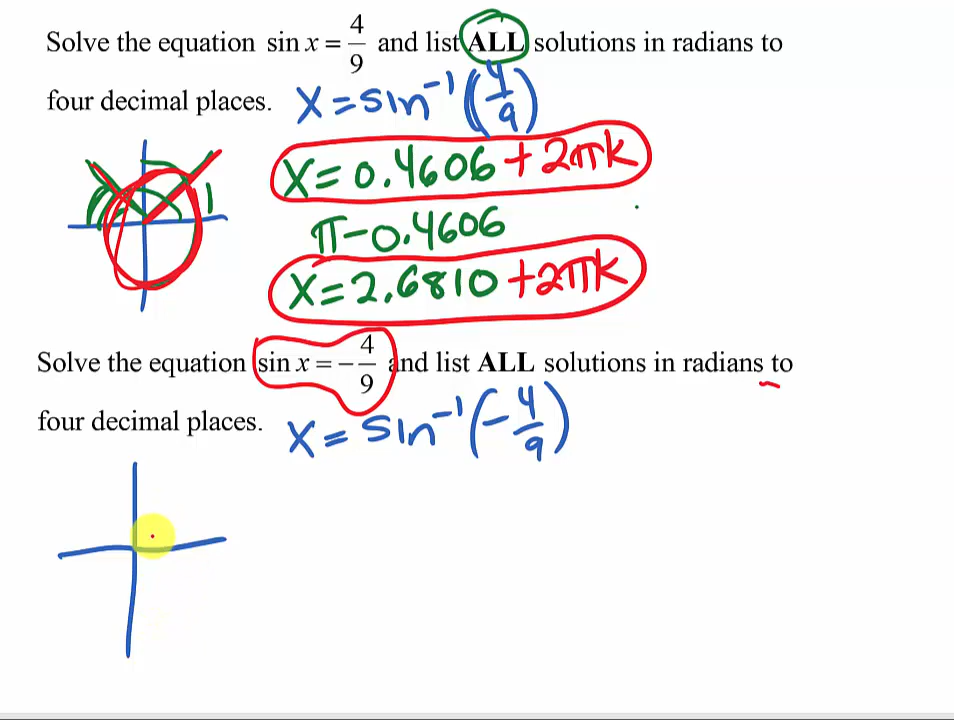 Solve the equation sin x = 4/9 and list ALL solutions in radians to
four decimal places. x = sin⁻¹(4/9)
x = 0.4606 + 2πk
π - 0.4606
x = 2.6810 + 2πk
Solve the equation sin x = -4/9 and list ALL solutions in radians to
four decimal places. x = sin⁻¹(-4/9)